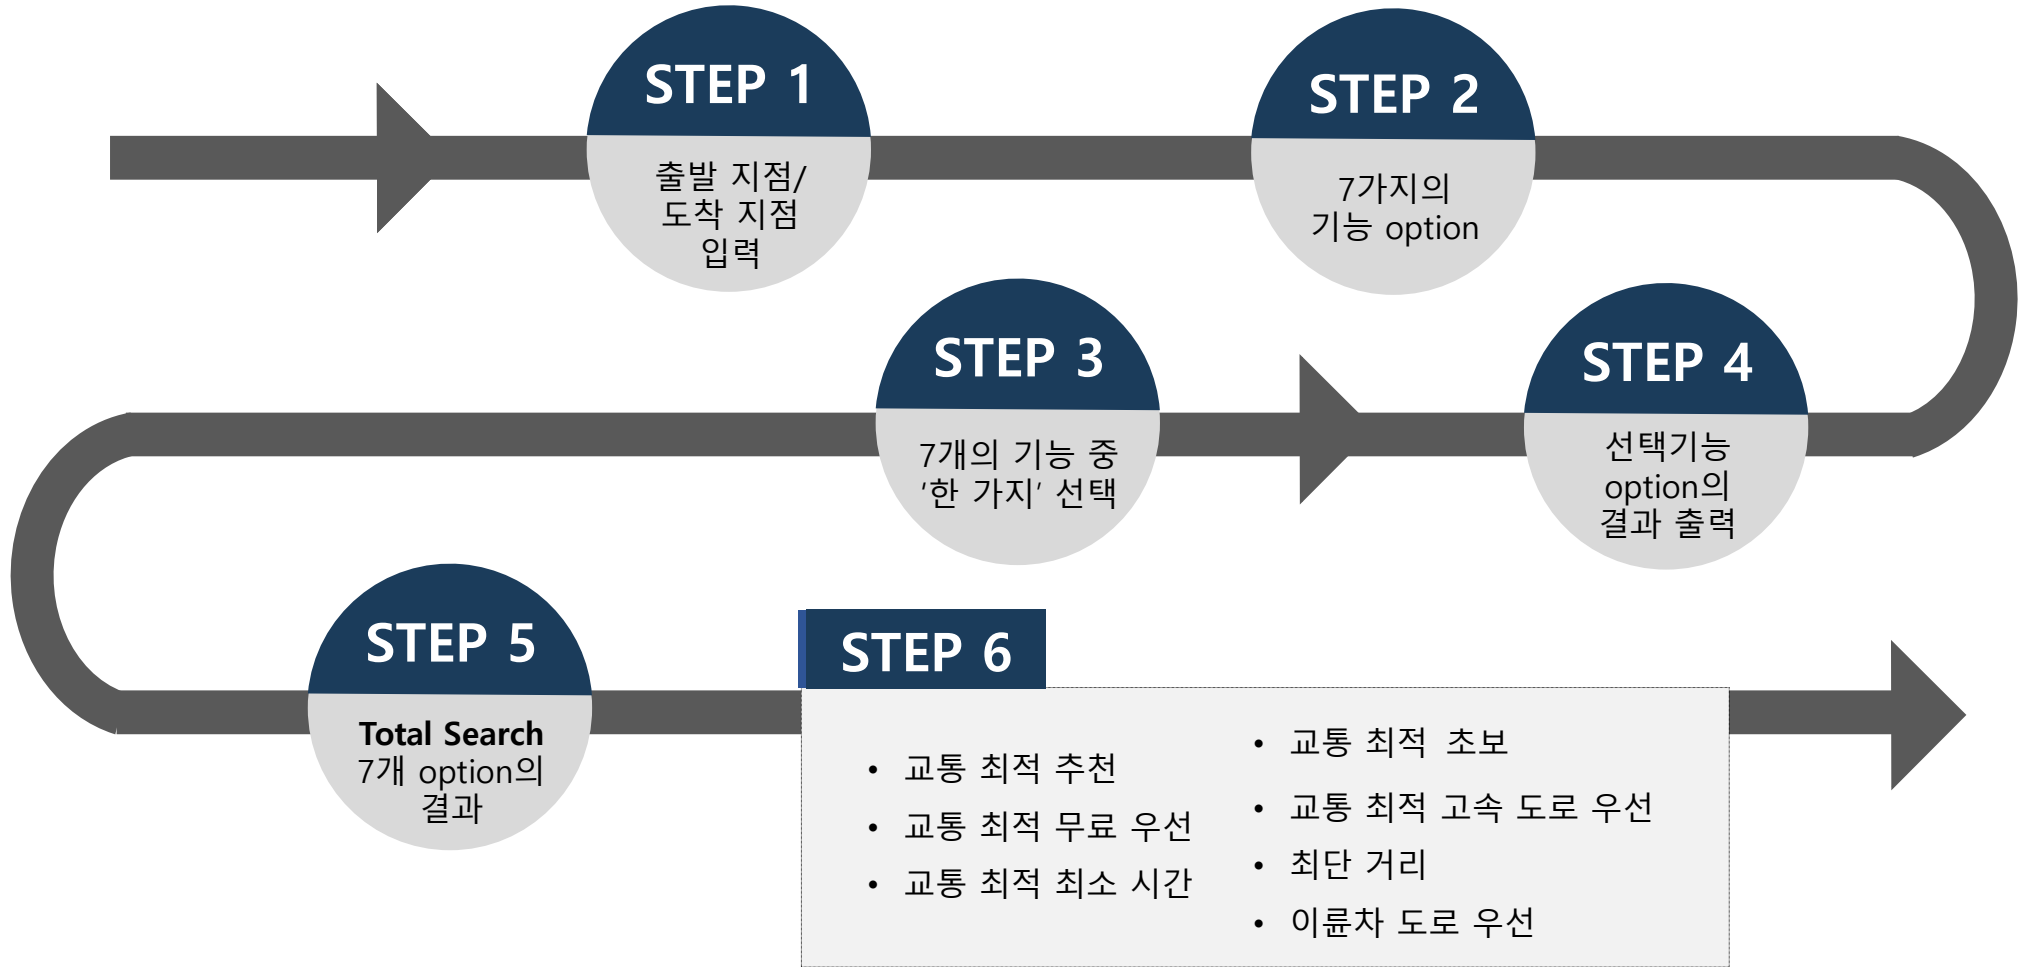 STEP 1
출발 지점/
도착 지점
입력
STEP 2
7가지의
기능 option
STEP 3
7개의 기능 중
'한 가지' 선택
STEP 4
선택기능
option의
결과 출력
STEP 5
Total Search
7개 option의
결과
STEP 6
• 교통 최적 추천
• 교통 최적 무료 우선
• 교통 최적 최소 시간
• 교통 최적 초보
• 교통 최적 고속 도로 우선
• 최단 거리
• 이륜차 도로 우선